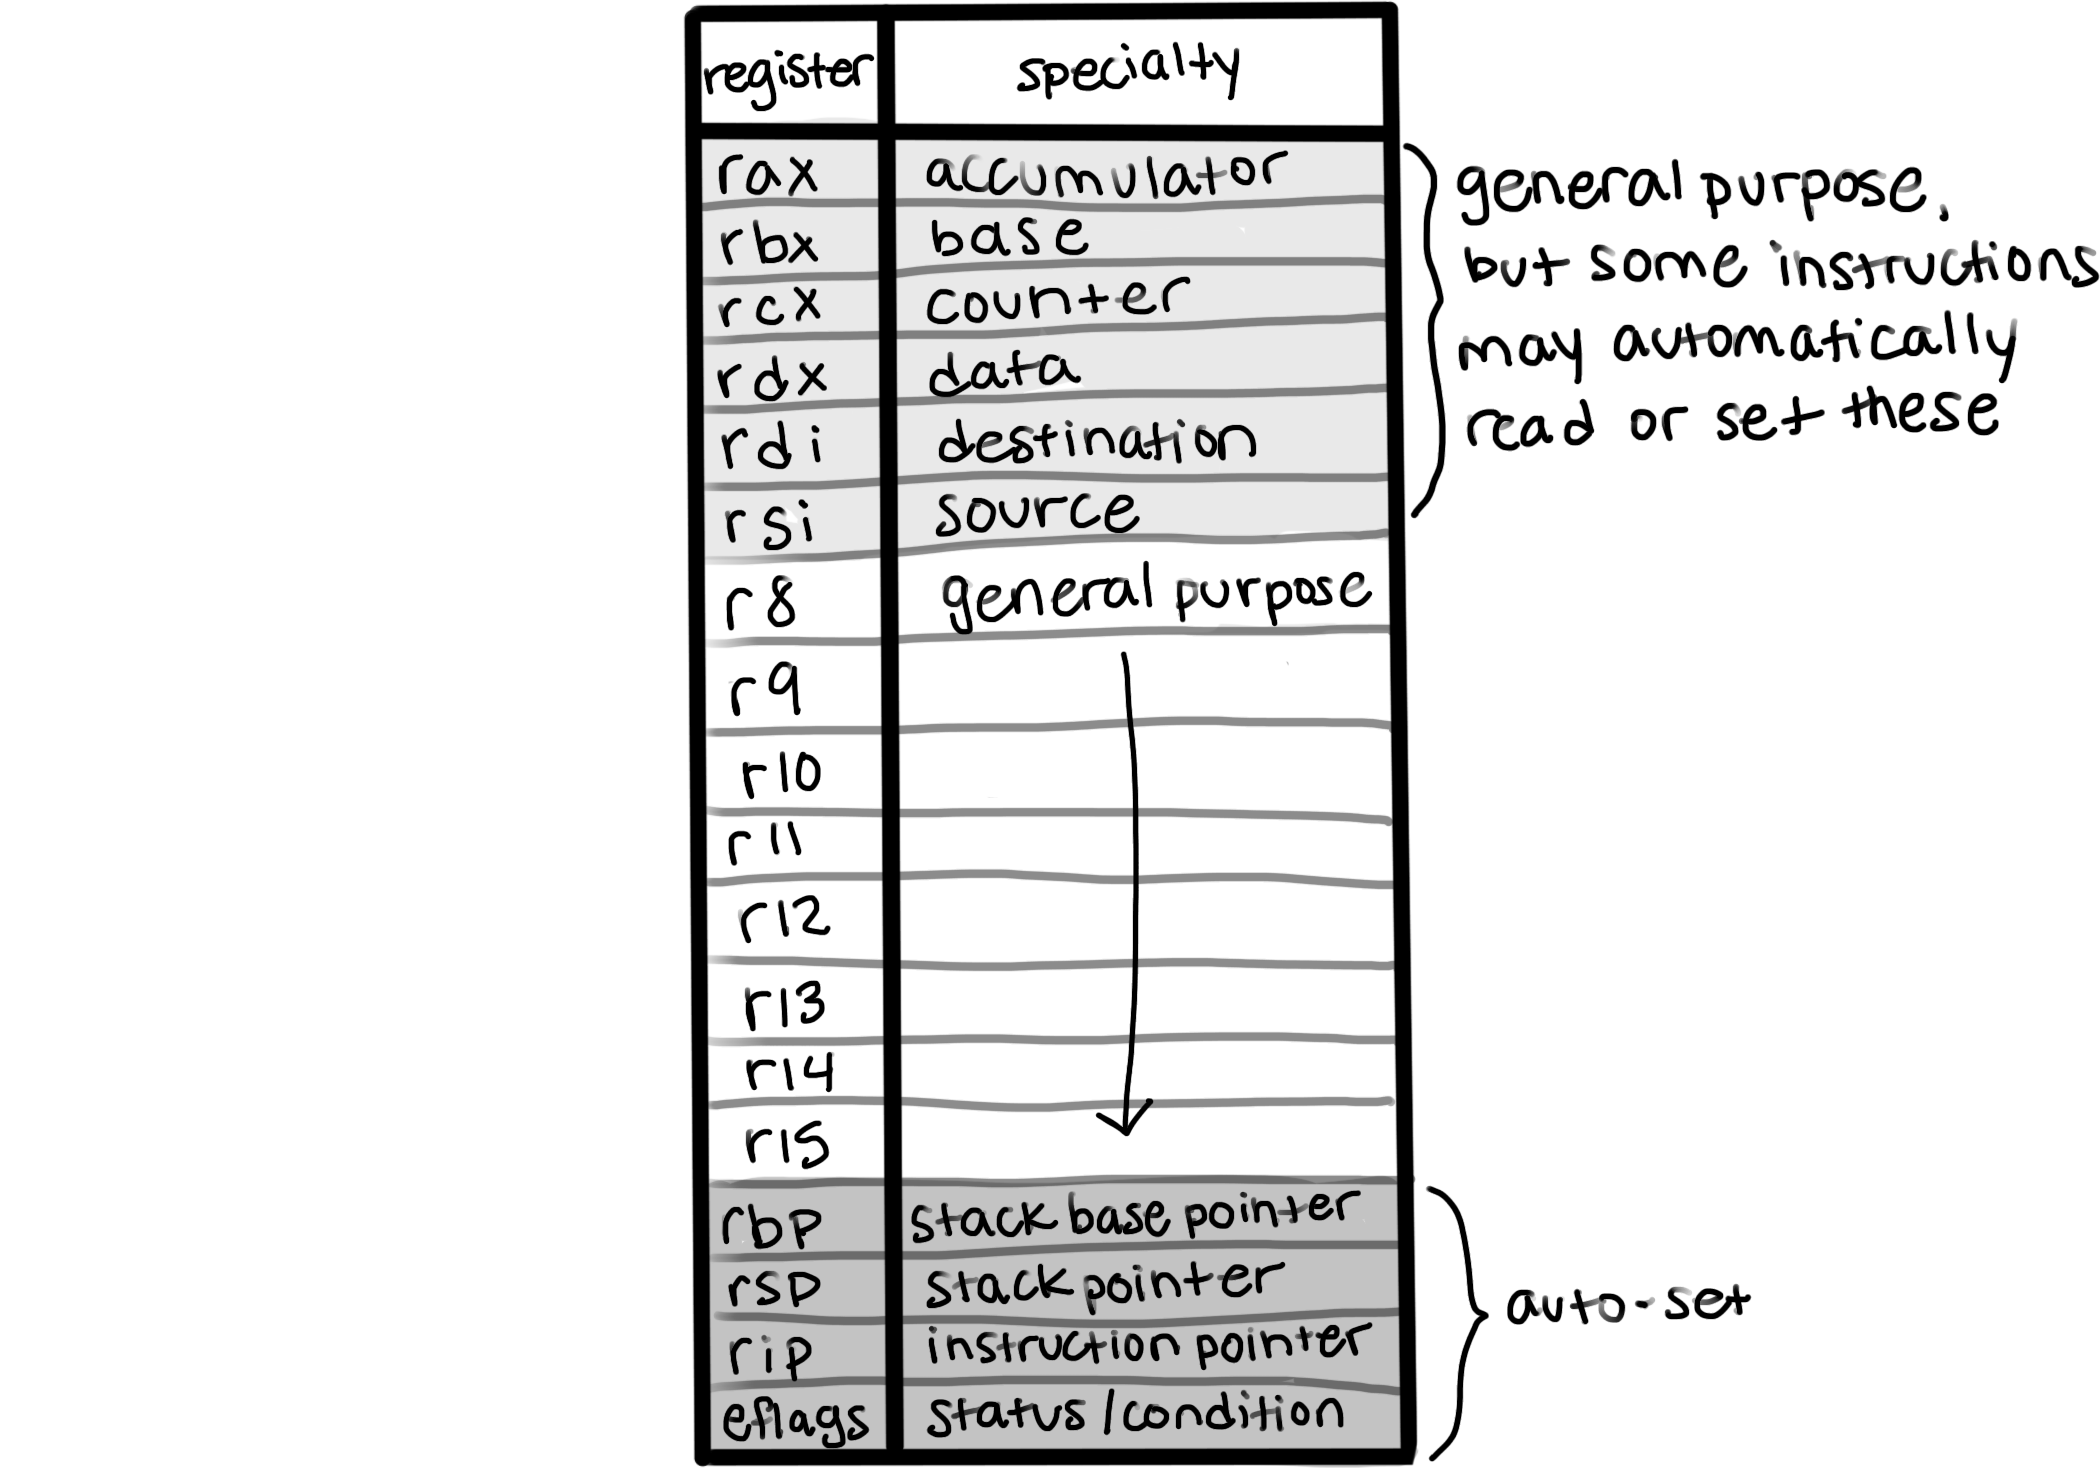 register specialty
rax accumulator
rbx base
rcx counter
rdx data
rdi destination
rsi source
r8 general purpose
r9
r10
r11
r12
r13
r14
r15
rbp stack base pointer
rsp stack pointer
rip instruction pointer
eflags status/condition
general purpose,
but some instructions
may automatically
read or set these
auto-set